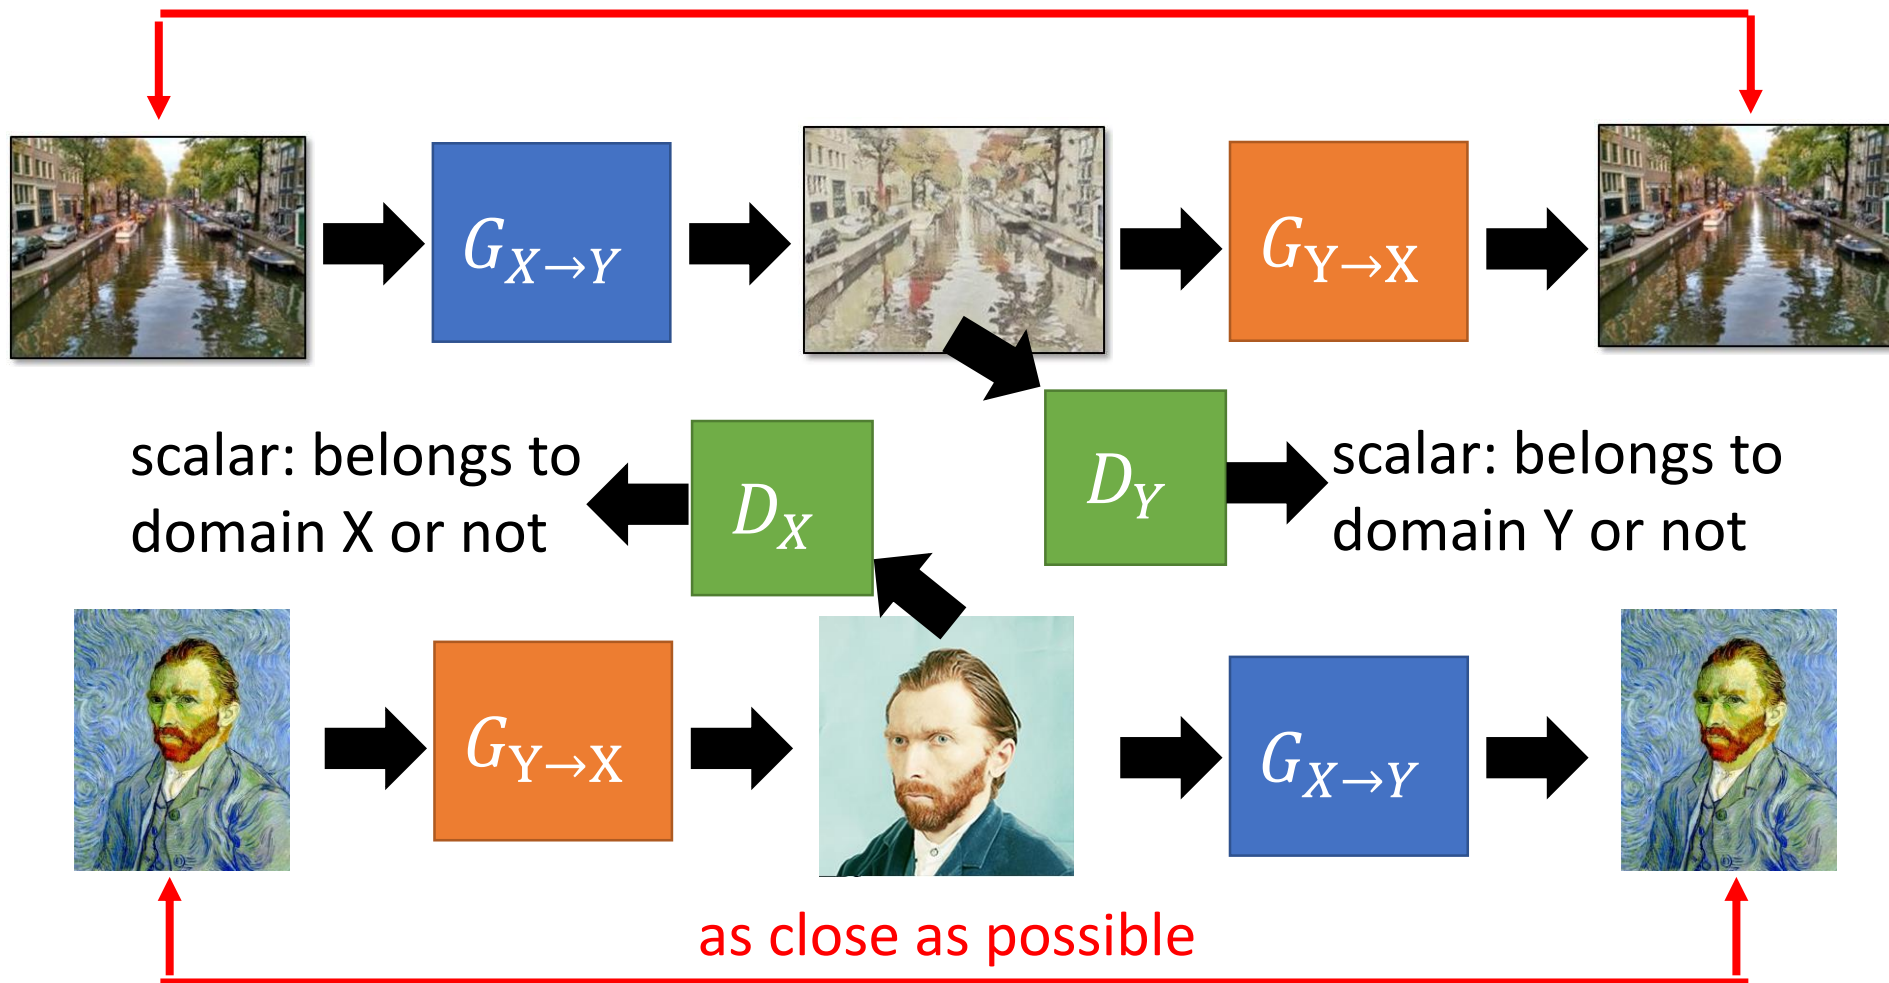 G_{X→Y}
G_{Y→X}
scalar: belongs to
domain X or not
D_X
D_Y
scalar: belongs to
domain Y or not
G_{Y→X}
G_{X→Y}
as close as possible